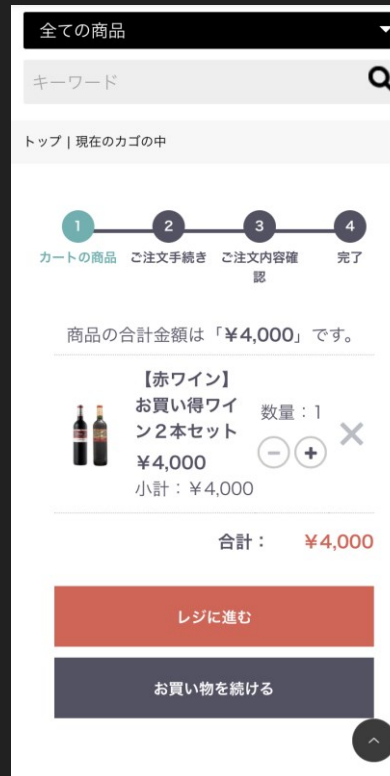 全ての商品
キーワード
トップ | 現在のカゴの中
1 2 3 4
カートの商品 ご注文手続き ご注文内容確 完了
認
商品の合計金額は「¥4,000」です。
【赤ワイン】
お買い得ワイ
ン２本セット
¥4,000
小計：¥4,000
数量：1
合計： ¥4,000
レジに進む
お買い物を続ける